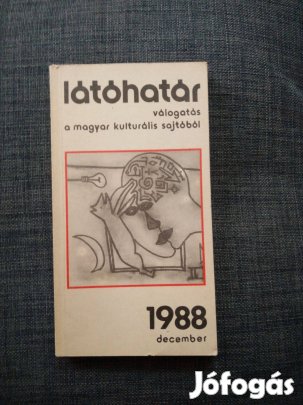 látóhatár
válogatás
a magyar kulturális sajtóból
1988
december
Jófogás